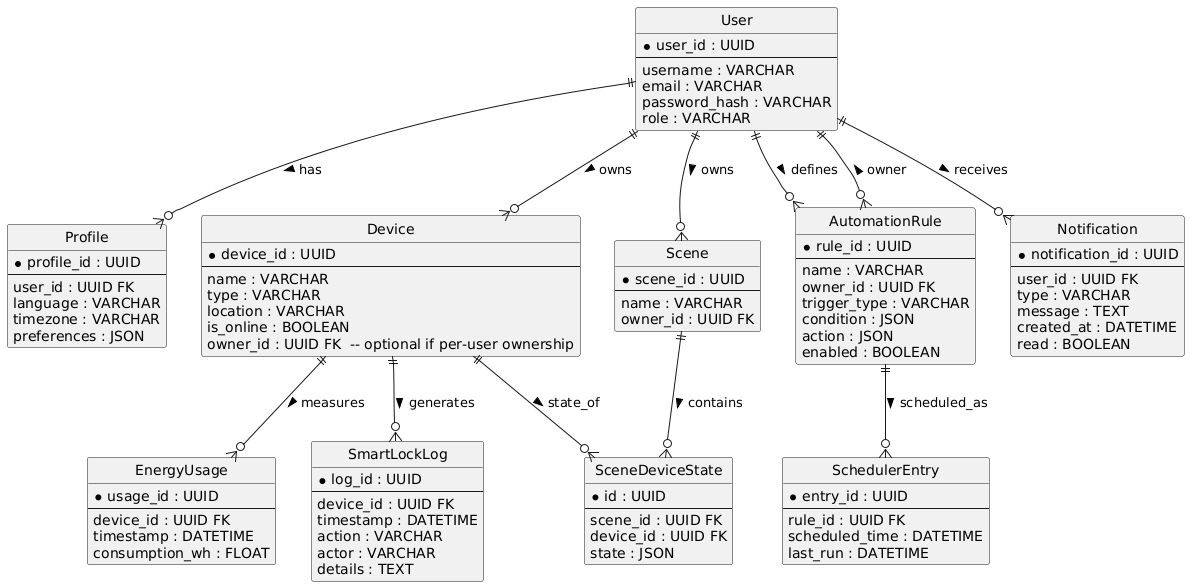 User
user_id : UUID
username : VARCHAR
email : VARCHAR
password_hash : VARCHAR
role : VARCHAR
has
owns
owns
defines
owner
receives
Profile
profile_id : UUID
user_id : UUID FK
language : VARCHAR
timezone : VARCHAR
preferences : JSON
Device
device_id : UUID
name : VARCHAR
type : VARCHAR
location : VARCHAR
is_online : BOOLEAN
owner_id : UUID FK  -- optional if per-user ownership
Scene
scene_id : UUID
name : VARCHAR
owner_id : UUID FK
AutomationRule
rule_id : UUID
name : VARCHAR
owner_id : UUID FK
trigger_type : VARCHAR
condition : JSON
action : JSON
enabled : BOOLEAN
Notification
notification_id : UUID
user_id : UUID FK
type : VARCHAR
message : TEXT
created_at : DATETIME
read : BOOLEAN
measures
generates
state_of
contains
scheduled_as
EnergyUsage
usage_id : UUID
device_id : UUID FK
timestamp : DATETIME
consumption_wh : FLOAT
SmartLockLog
log_id : UUID
device_id : UUID FK
timestamp : DATETIME
action : VARCHAR
actor : VARCHAR
details : TEXT
SceneDeviceState
id : UUID
scene_id : UUID FK
device_id : UUID FK
state : JSON
SchedulerEntry
entry_id : UUID
rule_id : UUID FK
scheduled_time : DATETIME
last_run : DATETIME